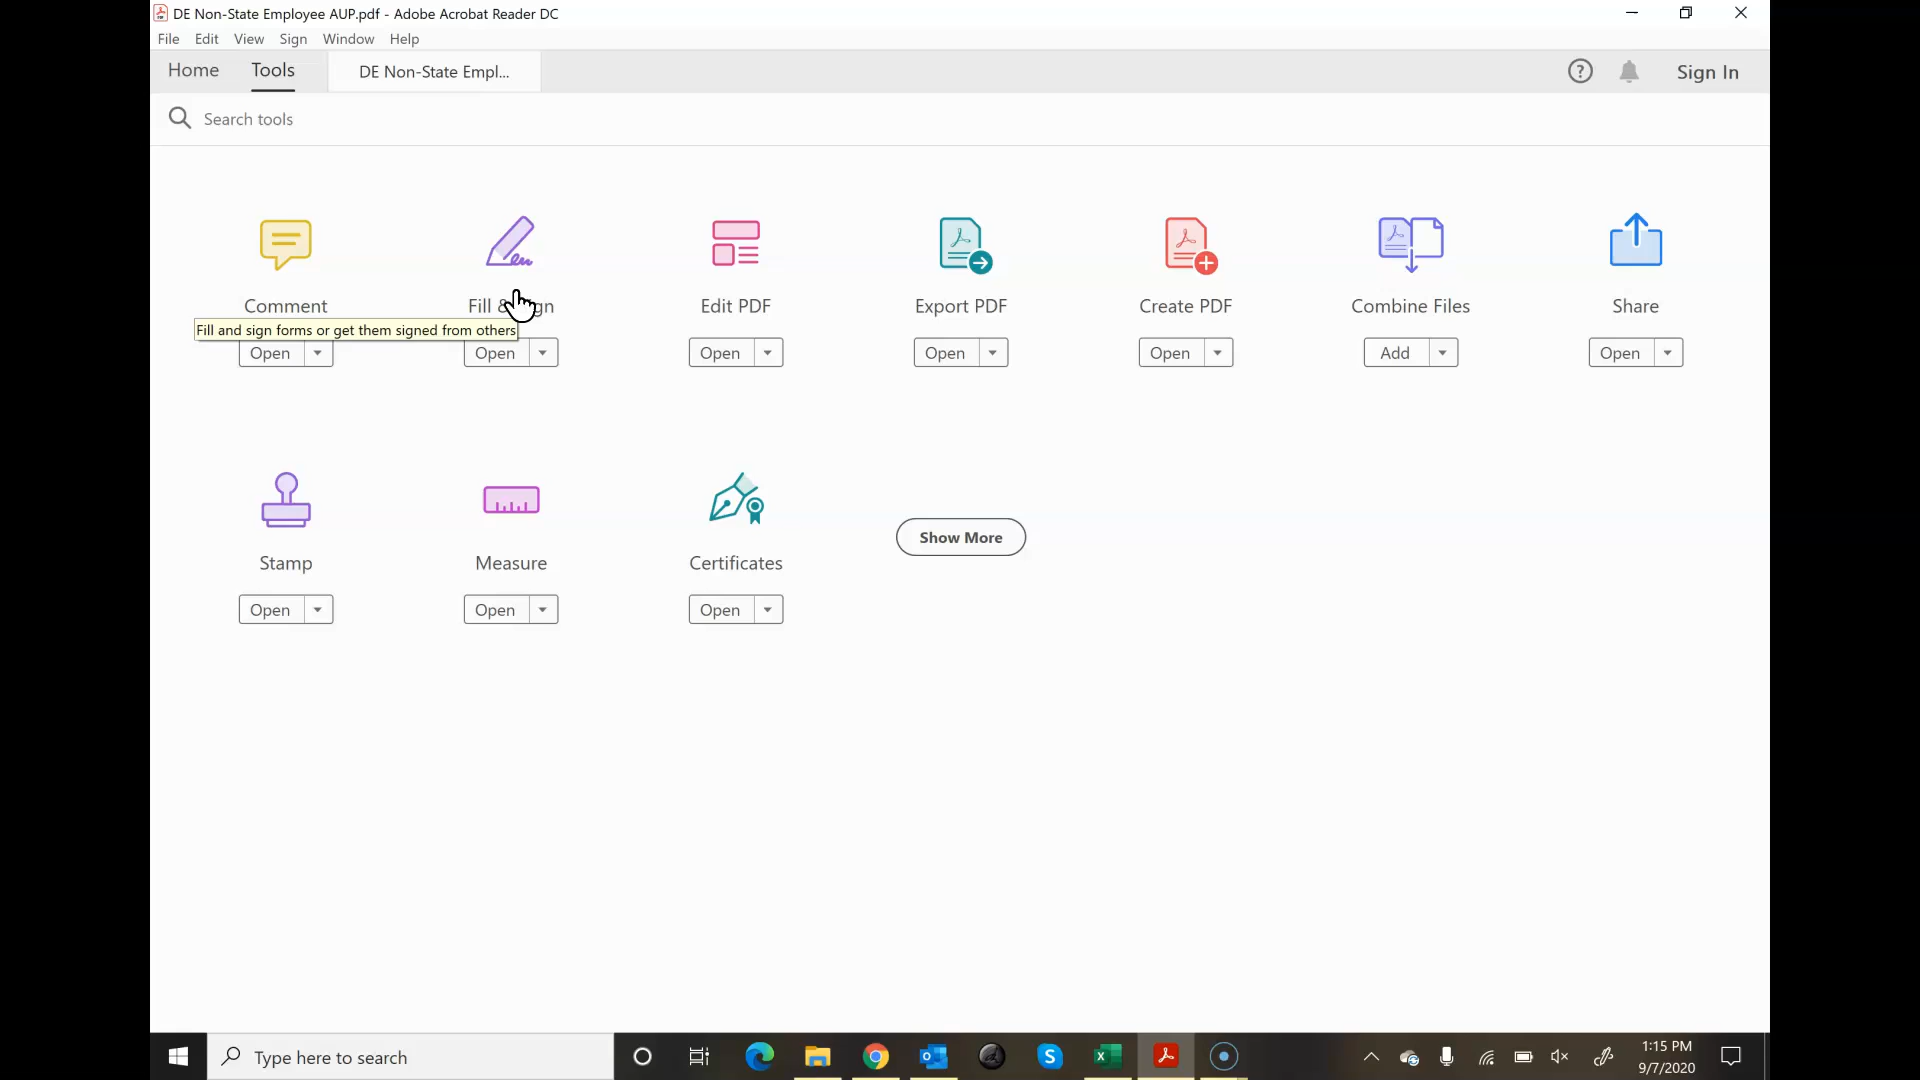 DE Non-State Employee AUP.pdf - Adobe Acrobat Reader DC
File Edit View Sign Window Help
Home Tools DE Non-State Empl... Sign In
Search tools
Comment Fill & Sign Edit PDF Export PDF Create PDF Combine Files Share
Fill and sign forms or get them signed from others
Open Open Open Open Open Add Open
Stamp Measure Certificates Show More
Open Open Open
Type here to search
1:15 PM
9/7/2020